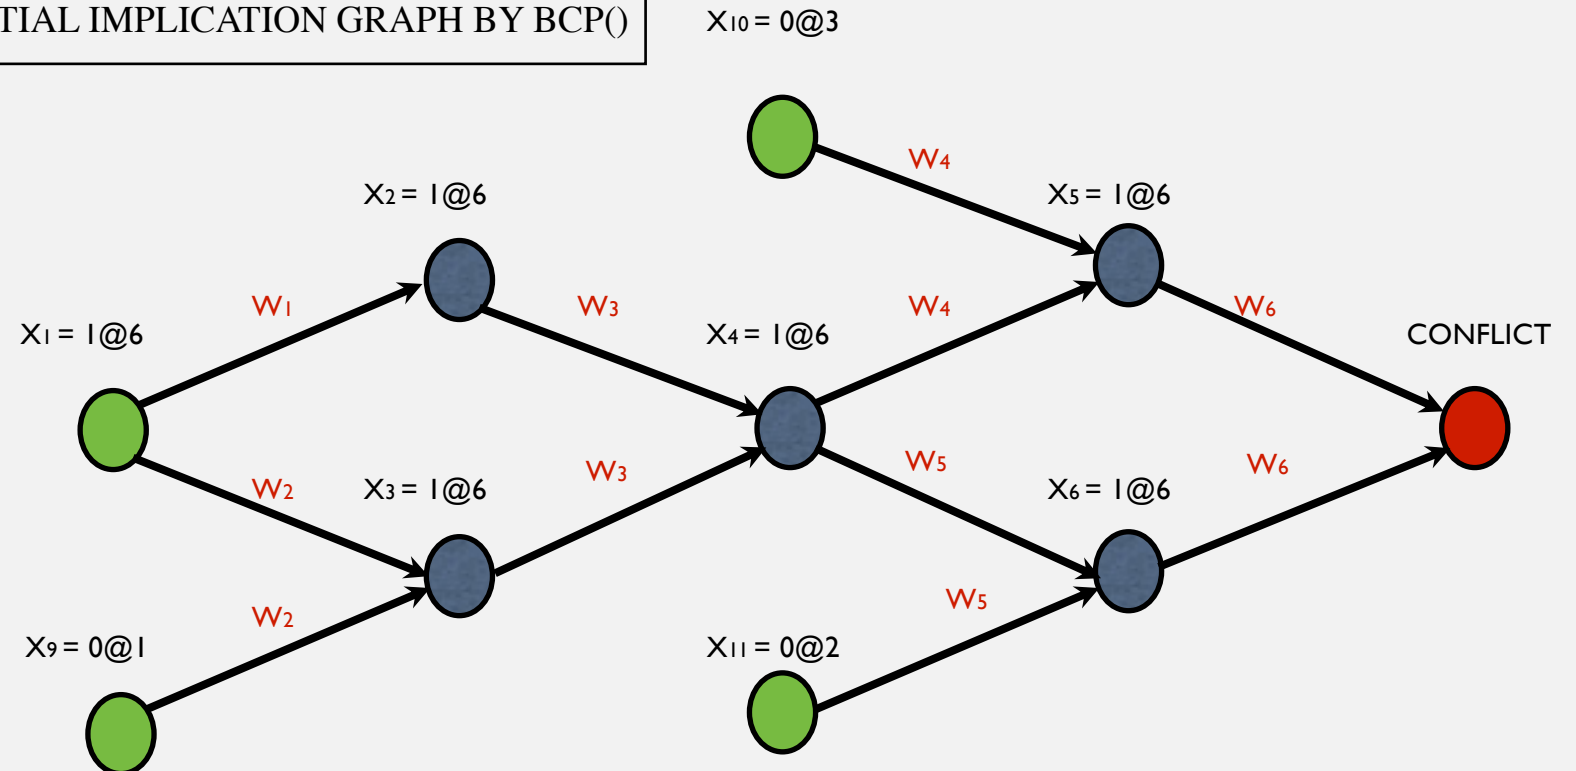 TIAL IMPLICATION GRAPH BY BCP()
X10 = 0@3
W4
X2 = 1@6
X5 = 1@6
W1
W3
W4
W6
X1 = 1@6
X4 = 1@6
CONFLICT
W2
X3 = 1@6
W3
W5
X6 = 1@6
W6
W2
W5
X9 = 0@1
X11 = 0@2